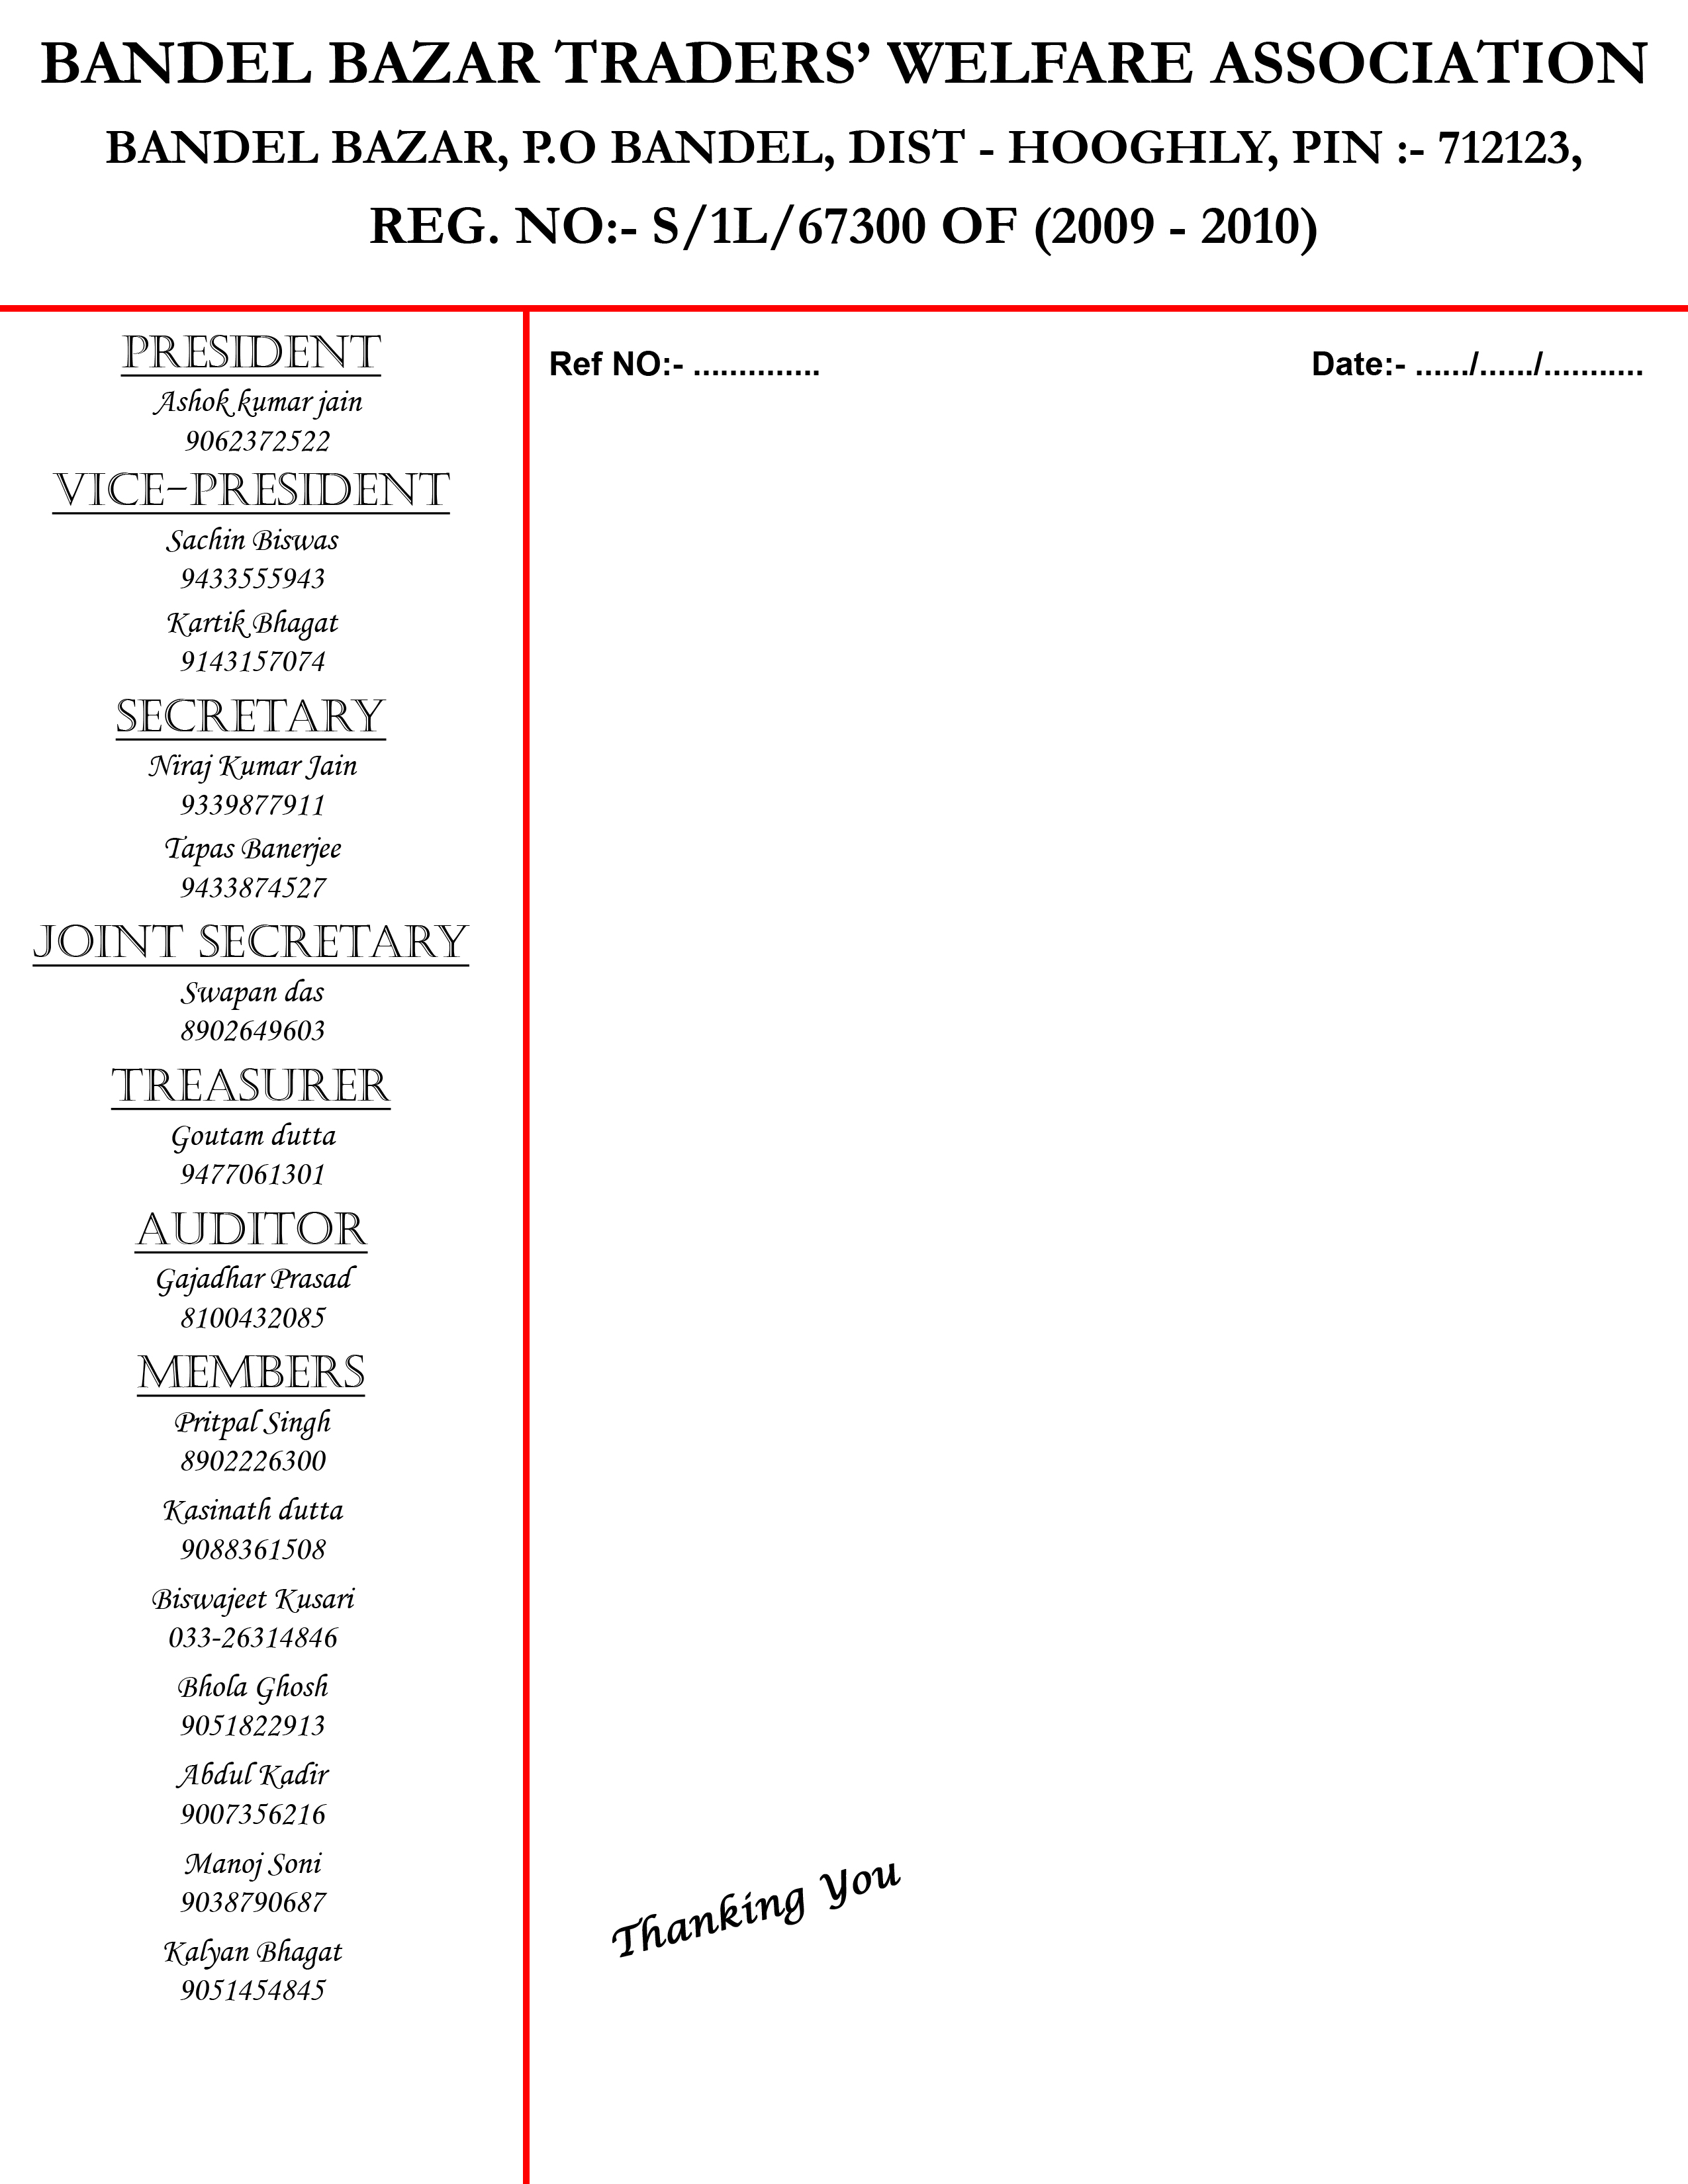 BANDEL BAZAR TRADERS’ WELFARE ASSOCIATION
BANDEL BAZAR, P.O BANDEL, DIST - HOOGHLY, PIN :- 712123,
REG. NO:- S/1L/67300 OF (2009 - 2010)
PRESIDENT
Ashok kumar jain
9062372522
VICE-PRESIDENT
Sachin Biswas
9433555943
Kartik Bhagat
9143157074
SECRETARY
Niraj Kumar Jain
9339877911
Tapas Banerjee
9433874527
JOINT SECRETARY
Swapan das
8902649603
TREASURER
Goutam dutta
9477061301
AUDITOR
Gajadhar Prasad
8100432085
MEMBERS
Pritpal Singh
8902226300
Kasinath dutta
9088361508
Biswajeet Kusari
033-26314846
Bhola Ghosh
9051822913
Abdul Kadir
9007356216
Manoj Soni
9038790687
Kalyan Bhagat
9051454845
Ref NO:- ..............
Date:- ....../....../...........
Thanking You